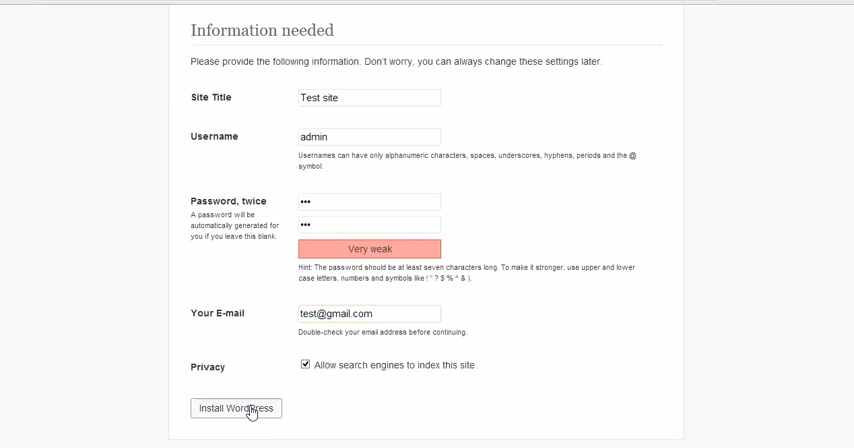 Information needed
Please provide the following information. Don't worry, you can always change these settings later.
Site Title
Test site
Username
admin
Usernames can have only alphanumeric characters, spaces, underscores, hyphens, periods and the @
symbol.
Password, twice
A password will be
automatically generated for
you if you leave this blank.
•••
•••
Very weak
Hint: The password should be at least seven characters long. To make it stronger, use upper and lower
case letters, numbers and symbols like ! " ? $ % ^ & ).
Your E-mail
test@gmail.com
Double-check your email address before continuing.
Privacy
Allow search engines to index this site.
Install WordPress